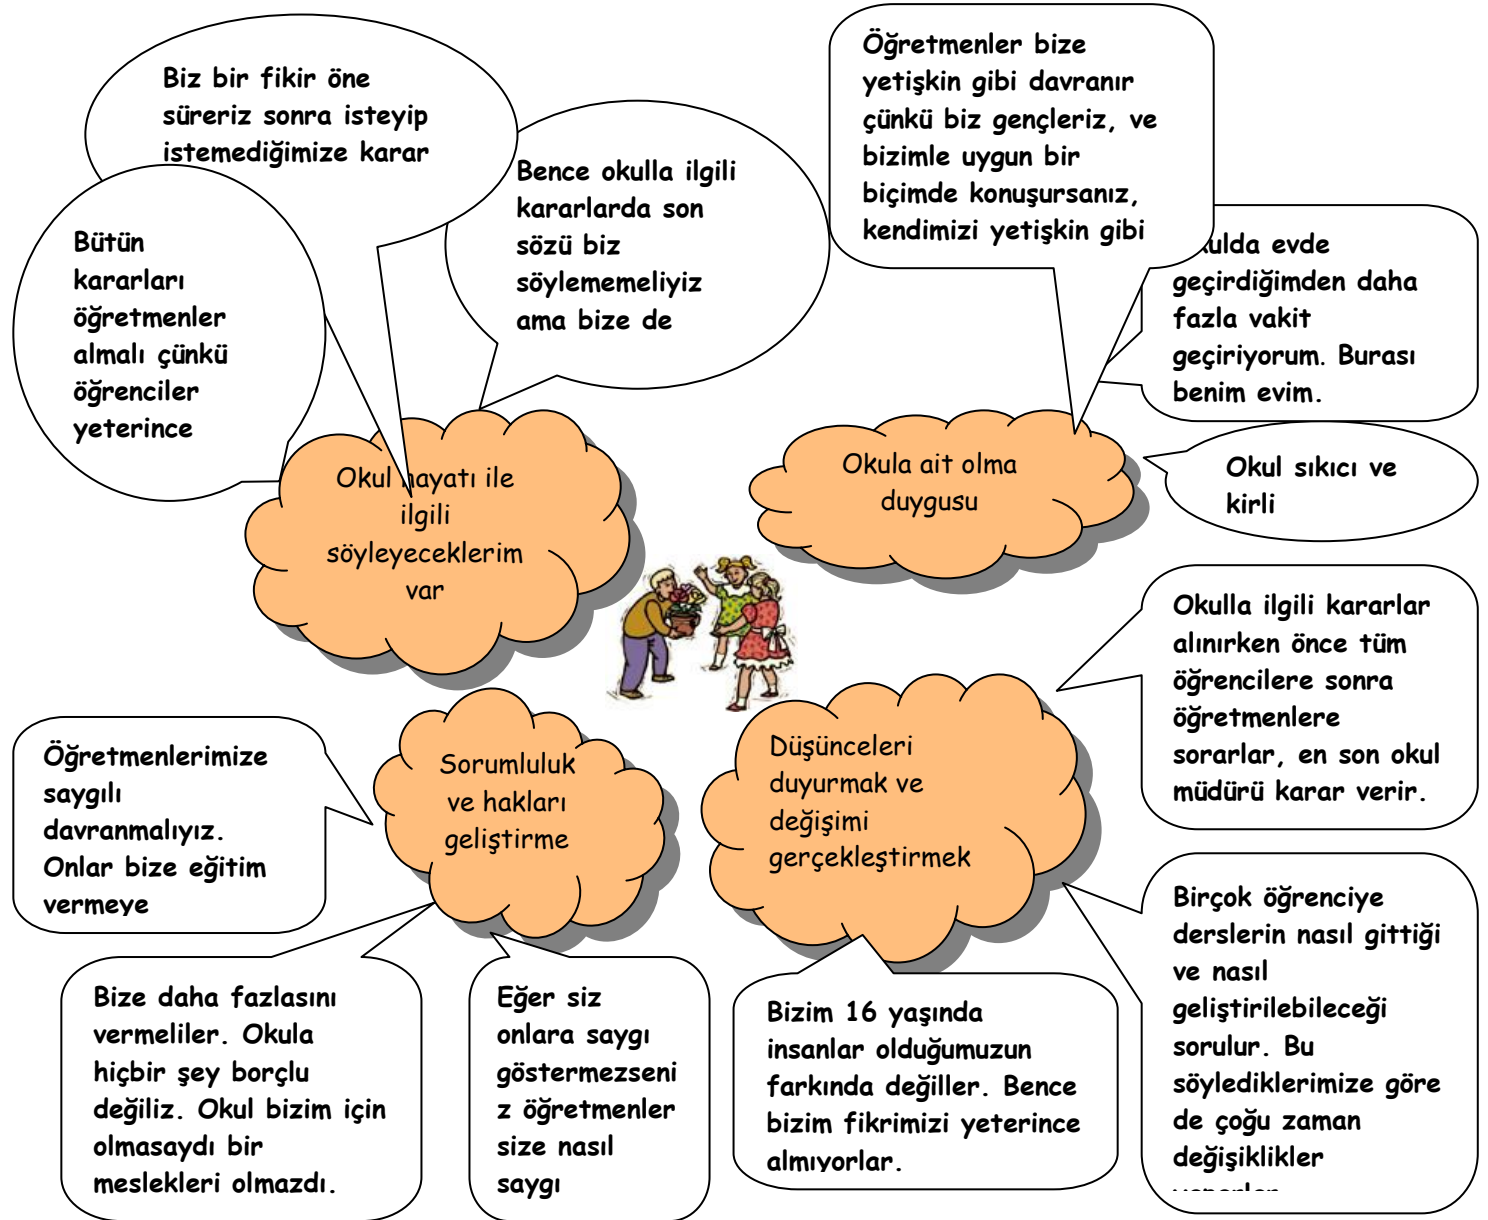 Biz bir fikir öne
süreriz sonra isteyip
istemediğimize karar
Öğretmenler bize
yetişkin gibi davranır
çünkü biz gençleriz, ve
bizimle uygun bir
biçimde konuşursanız,
kendimizi yetişkin gibi
Bence okulla ilgili
kararlarda son
sözü biz
söylememeliyiz
ama bize de
Bütün
kararları
öğretmenler
almalı çünkü
öğrenciler
yeterince
evde
geçirdiğimden daha
fazla vakit
geçiriyorum. Burası
benim evim.
Okul sıkıcı ve
kirli
Okul hayatı ile
ilgili
söyleyeceklerim
var
Okula ait olma
duygusu
Okulla ilgili kararlar
alınırken önce tüm
öğrencilere sonra
öğretmenlere
sorarlar, en son okul
müdürü karar verir.
Öğretmenlerimize
saygılı
davranmalıyız.
Onlar bize eğitim
vermeye
Sorumluluk
ve hakları
geliştirme
Düşünceleri
duyurmak ve
değişimi
gerçekleştirmek
Birçok öğrenciye
derslerin nasıl gittiği
ve nasıl
geliştirilebileceği
sorulur. Bu
söylediklerimize göre
de çoğu zaman
değişiklikler
Bize daha fazlasını
vermeliler. Okula
hiçbir şey borçlu
değiliz. Okul bizim için
olmasaydı bir
meslekleri olmazdı.
Eğer siz
onlara saygı
göstermezseni
z öğretmenler
size nasıl
saygı
Bizim 16 yaşında
insanlar olduğumuzun
farkında değiller. Bence
bizim fikrimizi yeterince
almıyorlar.